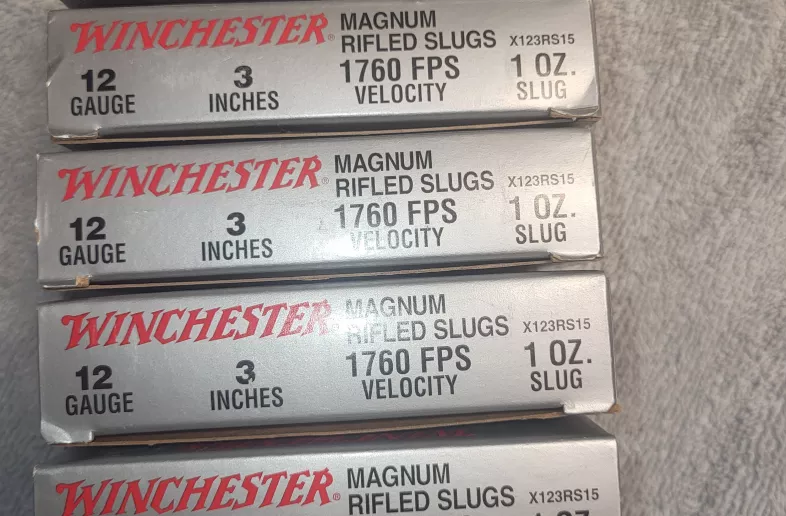 WINCHESTER® MAGNUM
RIFLED SLUGS X123RS15
12 3 1760 FPS 1 OZ.
GAUGE INCHES VELOCITY SLUG
WINCHESTER® MAGNUM
RIFLED SLUGS X123RS15
12 3 1760 FPS 1 OZ.
GAUGE INCHES VELOCITY SLUG
WINCHESTER MAGNUM
RIFLED SLUGS X123RS15
12 3 1760 FPS 1 OZ.
GAUGE INCHES VELOCITY SLUG
WINCHESTER® MAGNUM
RIFLED SLUGS X123RS15